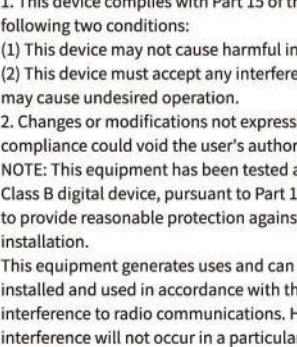 1. This device complies with Part 15 of th
following two conditions:
(1) This device may not cause harmful in
(2) This device must accept any interfere
may cause undesired operation.
2. Changes or modifications not express
compliance could void the user's author
NOTE: This equipment has been tested a
Class B digital device, pursuant to Part 1
to provide reasonable protection agains
installation.
This equipment generates uses and can
installed and used in accordance with th
interference to radio communications. H
interference will not occur in a particula